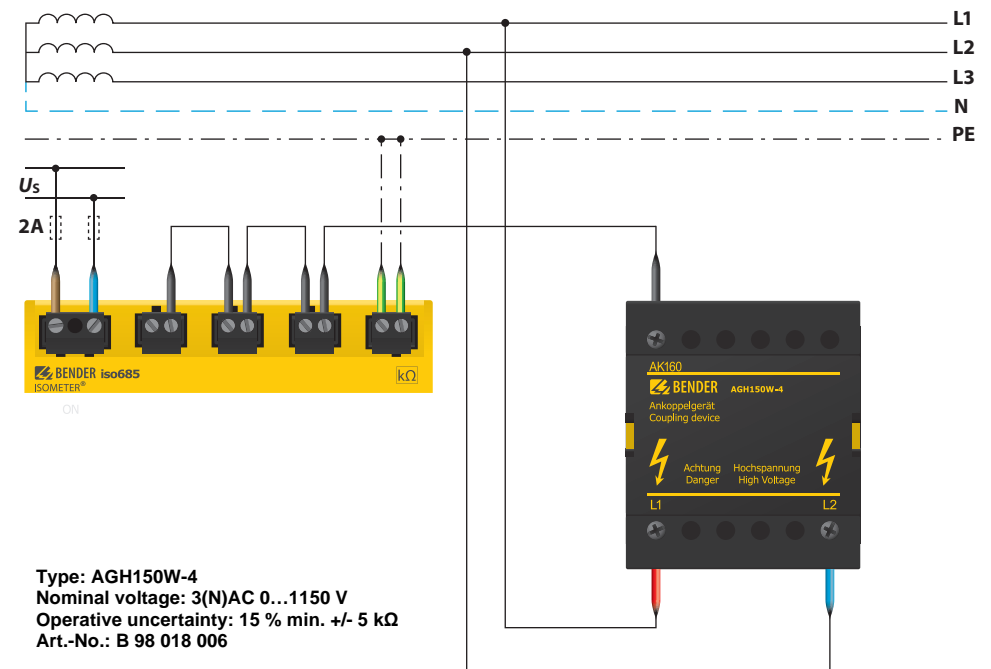 L1
L2
L3
N
PE
Us
2A
BENDER iso685
ISOMETER®
kΩ
ON
AK160
BENDER AGH150W-4
Ankoppelgerät
Coupling device
Achtung Hochspannung
Danger High Voltage
L1 L2
Type: AGH150W-4
Nominal voltage: 3(N)AC 0…1150 V
Operative uncertainty: 15 % min. +/- 5 kΩ
Art.-No.: B 98 018 006